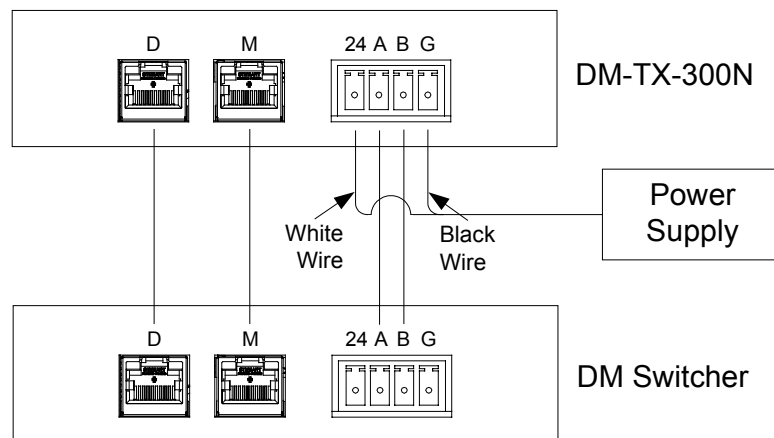 D M 24 A B G
DM-TX-300N
White
Wire
Black
Wire
Power
Supply
D M 24 A B G
DM Switcher